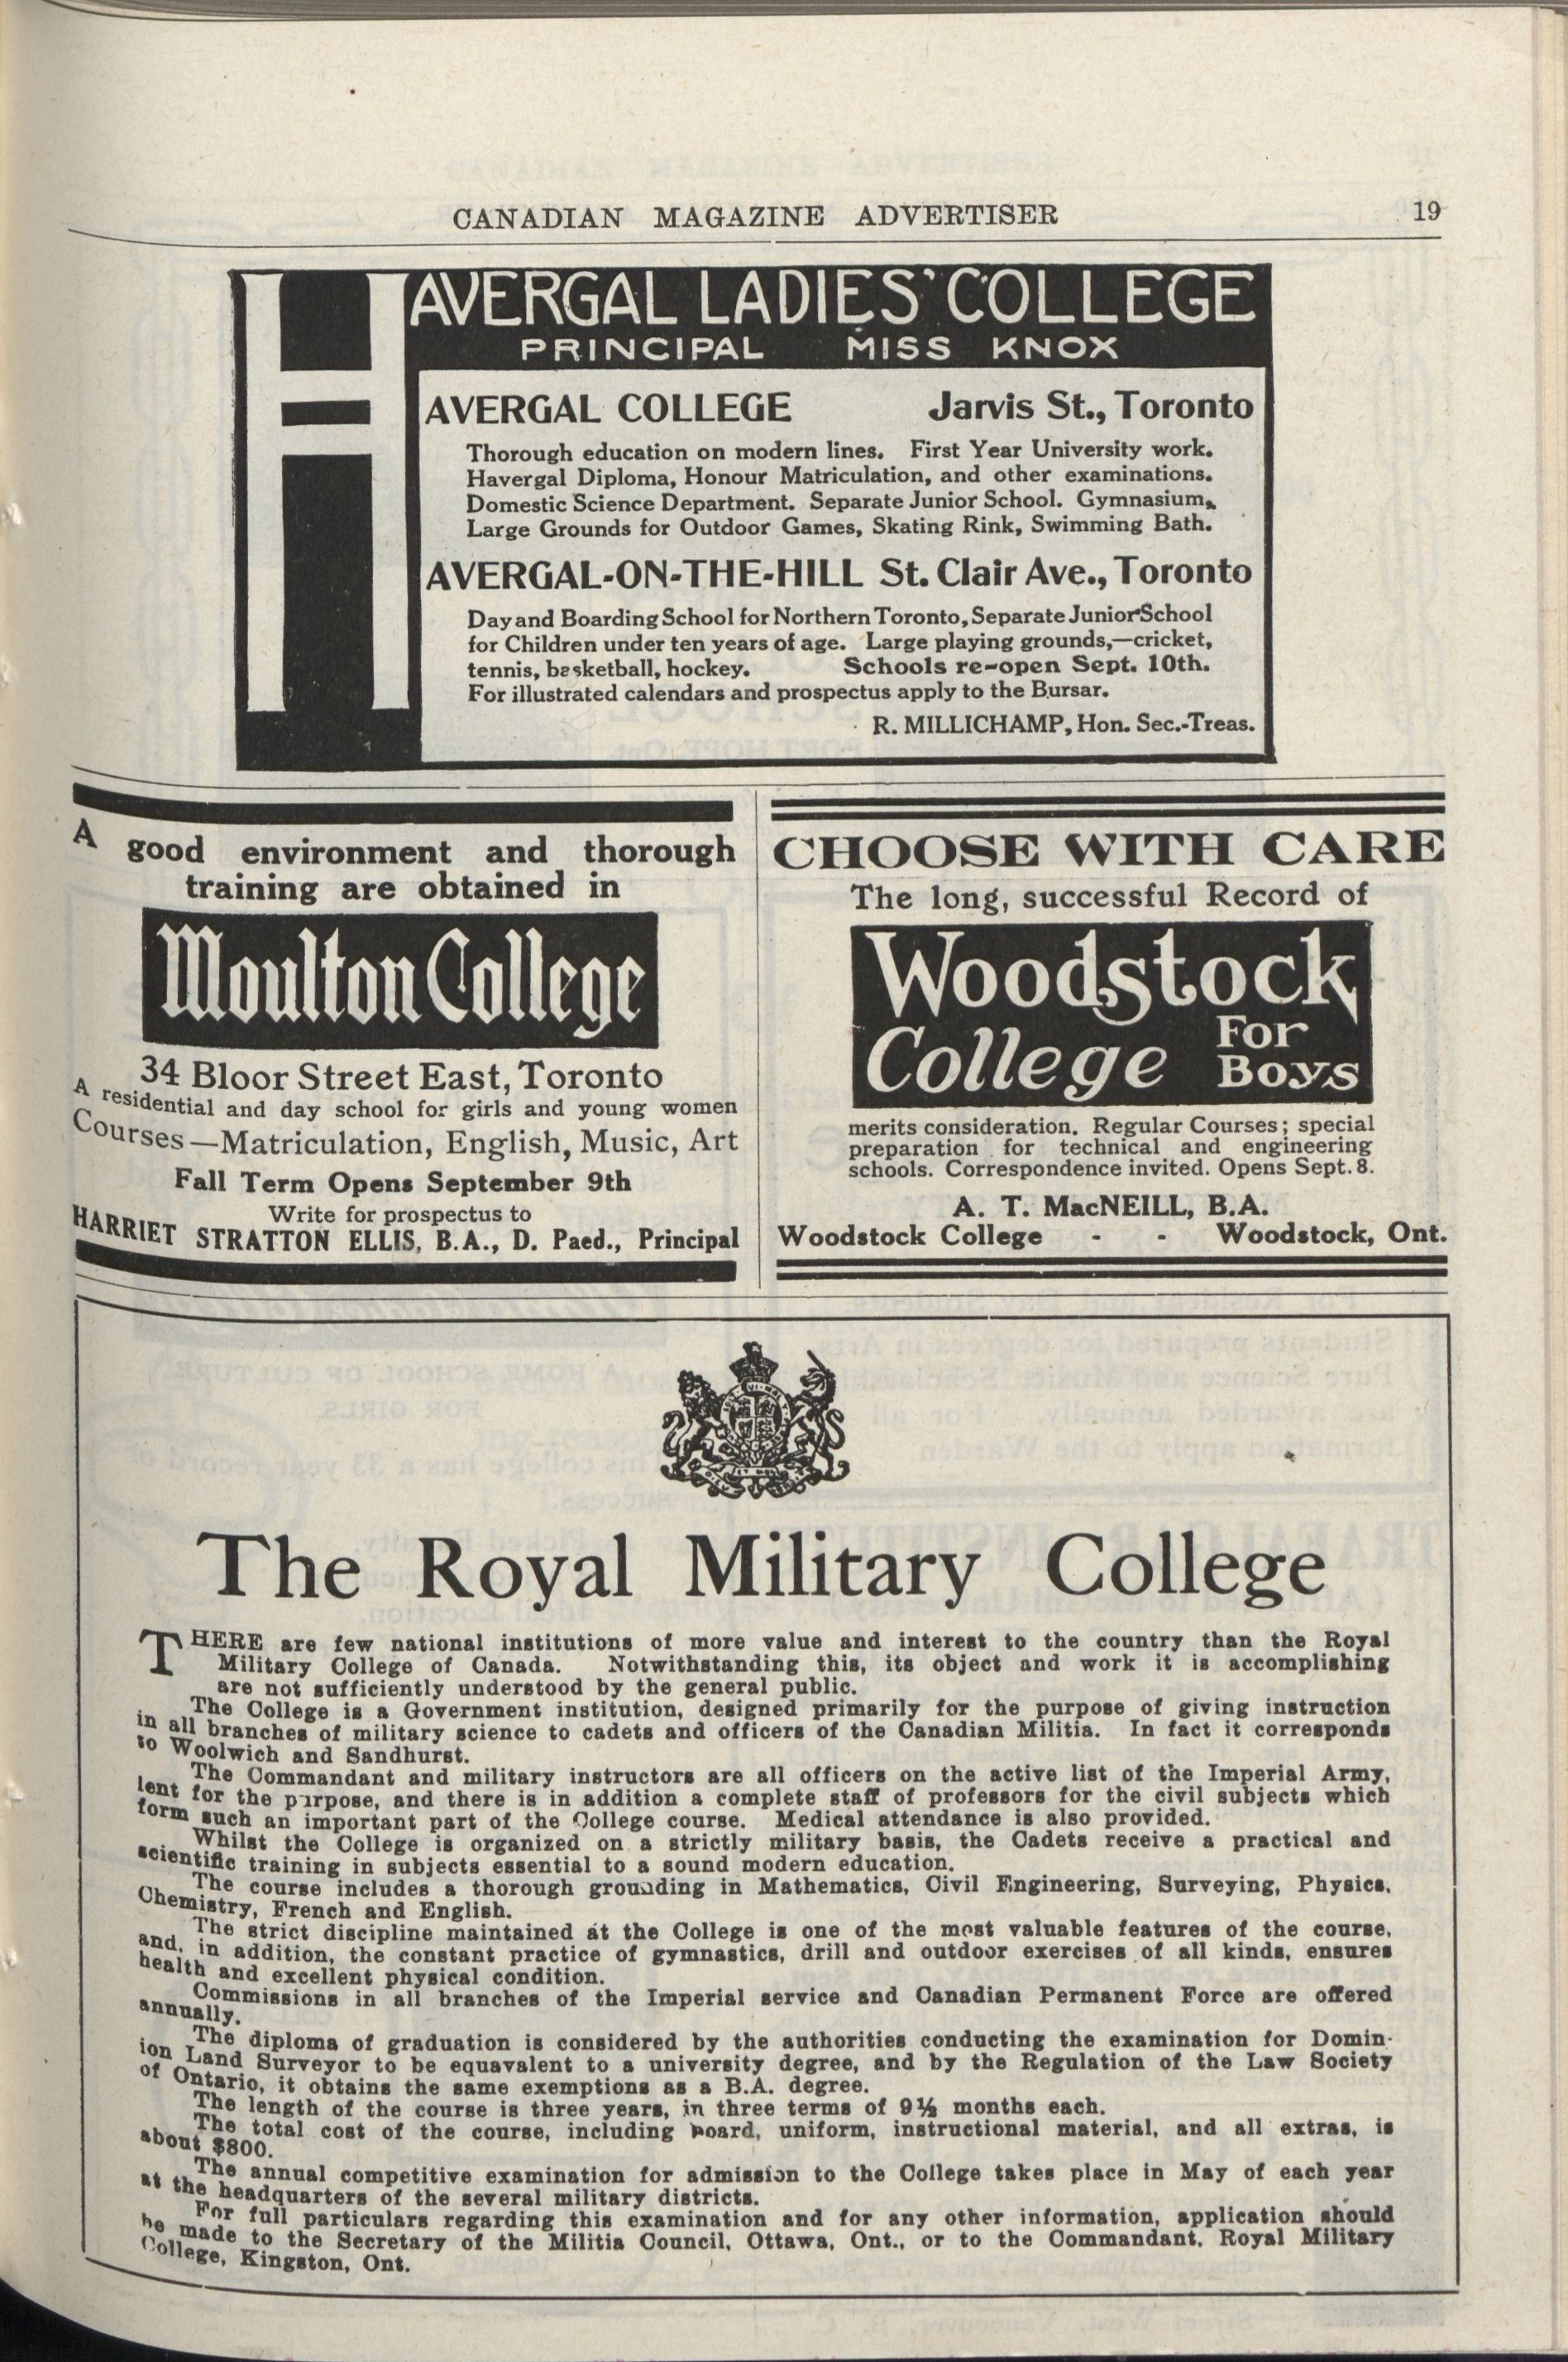 CANADIAN MAGAZINE ADVERTISER 19
HAVERGAL LADIES' COLLEGE
PRINCIPAL MISS KNOX
HAVERGAL COLLEGE Jarvis St., Toronto
Thorough education on modern lines. First Year University work.
Havergal Diploma, Honour Matriculation, and other examinations.
Domestic Science Department. Separate Junior School. Gymnasium,
Large Grounds for Outdoor Games, Skating Rink, Swimming Bath.
HAVERGAL-ON-THE-HILL St. Clair Ave., Toronto
Day and Boarding School for Northern Toronto, Separate Junior School
for Children under ten years of age. Large playing grounds,—cricket,
tennis, basketball, hockey. Schools re-open Sept. 10th.
For illustrated calendars and prospectus apply to the Bursar.
R. MILLICHAMP, Hon. Sec.-Treas.
A good environment and thorough
training are obtained in
Moulton College
34 Bloor Street East, Toronto
A residential and day school for girls and young women
Courses—Matriculation, English, Music, Art
Fall Term Opens September 9th
Write for prospectus to
HARRIET STRATTON ELLIS, B.A., D. Paed., Principal
CHOOSE WITH CARE
The long, successful Record of
Woodstock
College For
Boys
merits consideration. Regular Courses; special
preparation for technical and engineering
schools. Correspondence invited. Opens Sept. 8.
A. T. MacNEILL, B.A.
Woodstock College - - Woodstock, Ont.
The Royal Military College
THERE are few national institutions of more value and interest to the country than the Royal
Military College of Canada. Notwithstanding this, its object and work it is accomplishing
are not sufficiently understood by the general public.
The College is a Government institution, designed primarily for the purpose of giving instruction
in all branches of military science to cadets and officers of the Canadian Militia. In fact it corresponds
to Woolwich and Sandhurst.
The Commandant and military instructors are all officers on the active list of the Imperial Army,
lent for the purpose, and there is in addition a complete staff of professors for the civil subjects which
form such an important part of the College course. Medical attendance is also provided.
Whilst the College is organized on a strictly military basis, the Cadets receive a practical and
scientific training in subjects essential to a sound modern education.
The course includes a thorough grounding in Mathematics, Civil Engineering, Surveying, Physics,
Chemistry, French and English.
The strict discipline maintained at the College is one of the most valuable features of the course,
and, in addition, the constant practice of gymnastics, drill and outdoor exercises of all kinds, ensures
health and excellent physical condition.
Commissions in all branches of the Imperial service and Canadian Permanent Force are offered
annually.
The diploma of graduation is considered by the authorities conducting the examination for Domin-
ion Land Surveyor to be equavalent to a university degree, and by the Regulation of the Law Society
of Ontario, it obtains the same exemptions as a B.A. degree.
The length of the course is three years, in three terms of 9½ months each.
The total cost of the course, including board, uniform, instructional material, and all extras, is
about $800.
The annual competitive examination for admission to the College takes place in May of each year
at the headquarters of the several military districts.
For full particulars regarding this examination and for any other information, application should
be made to the Secretary of the Militia Council, Ottawa, Ont., or to the Commandant, Royal Military
College, Kingston, Ont.